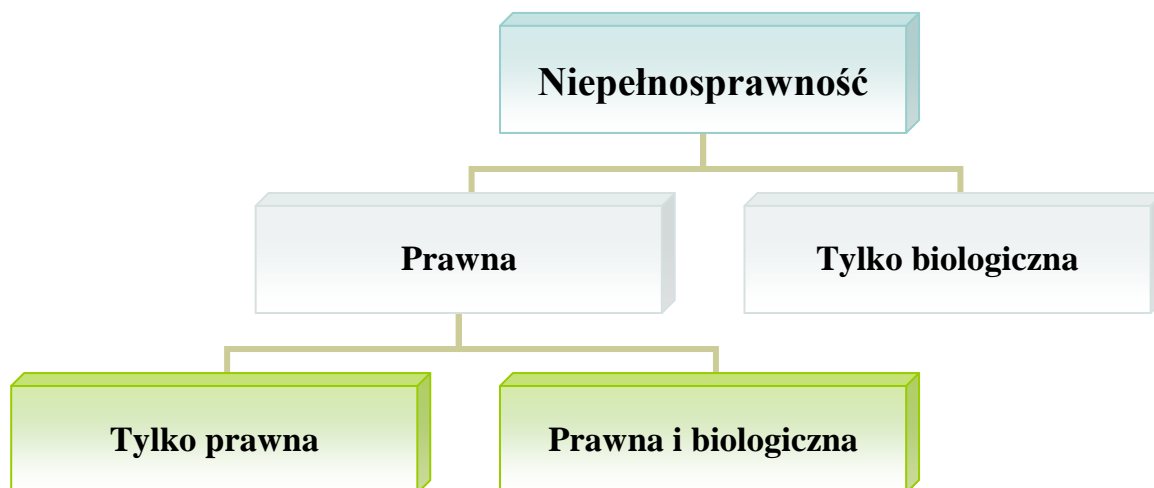 Niepełnosprawność
Prawna
Tylko biologiczna
Tylko prawna
Prawna i biologiczna